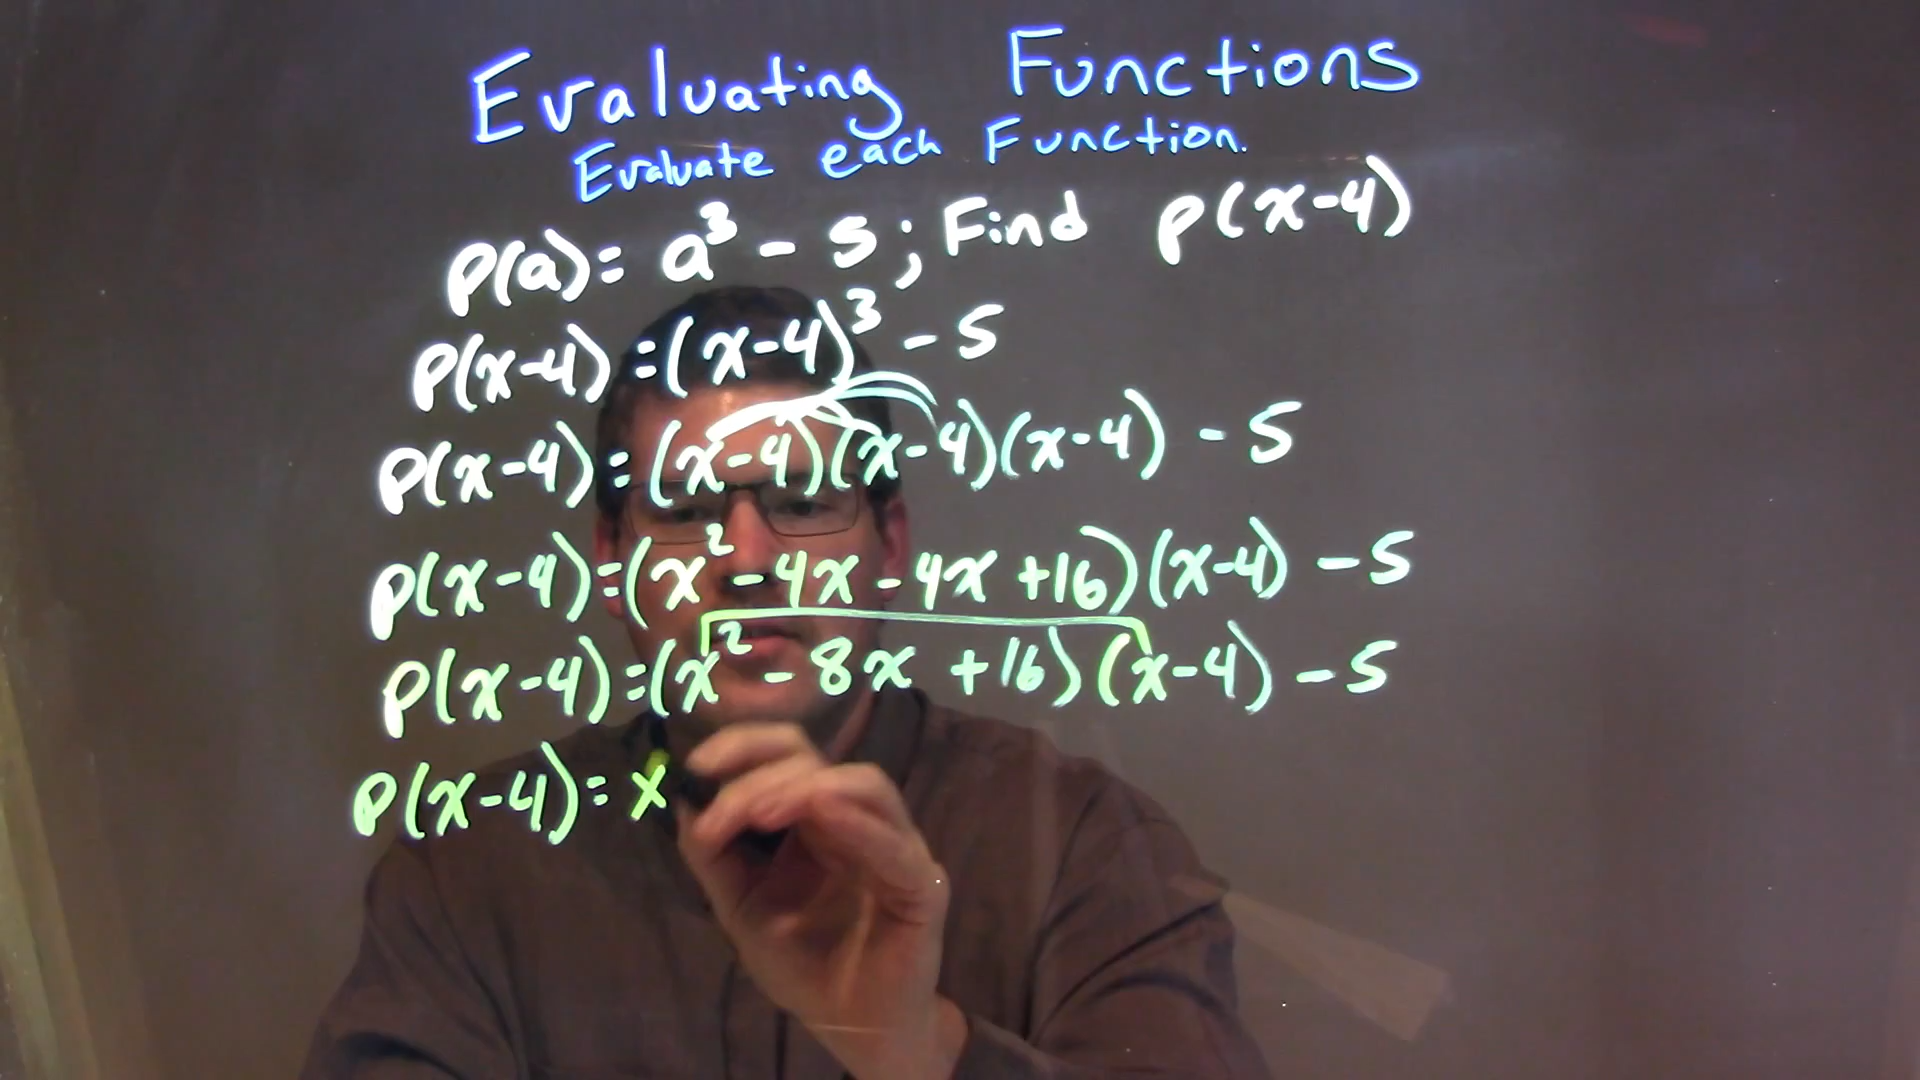 Evaluating Functions
Evaluate each Function.
p(a) = a³ - 5 ; Find p(x-4)
p(x-4) = (x-4)³ - 5
p(x-4) = (x-4)(x-4)(x-4) - 5
p(x-4) = (x² - 4x - 4x + 16)(x-4) - 5
p(x-4) = (x² - 8x + 16)(x-4) - 5
p(x-4) = x